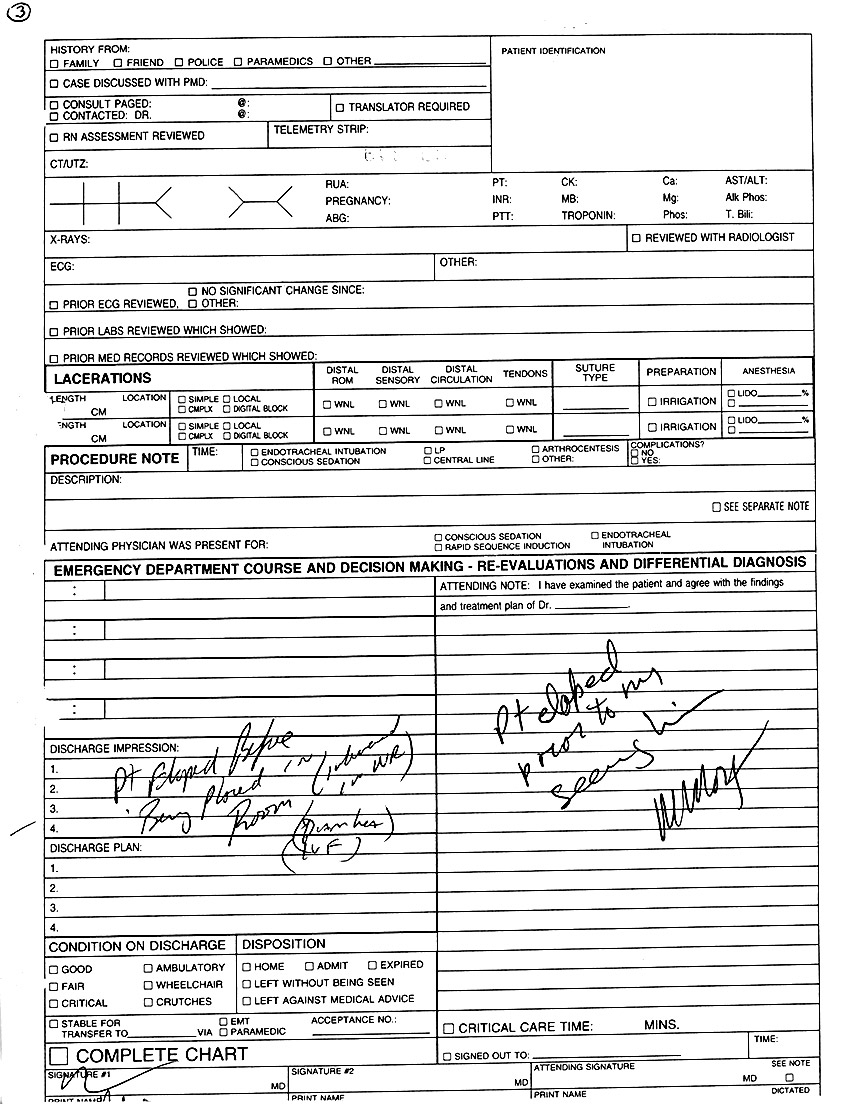 3
HISTORY FROM:
☐ FAMILY ☐ FRIEND ☐ POLICE ☐ PARAMEDICS ☐ OTHER
PATIENT IDENTIFICATION
☐ CASE DISCUSSED WITH PMD:
☐ CONSULT PAGED: @:
☐ CONTACTED: DR. @:
☐ TRANSLATOR REQUIRED
☐ RN ASSESSMENT REVIEWED
TELEMETRY STRIP:
CT/UTZ:
RUA: PT: CK: Ca: AST/ALT:
PREGNANCY: INR: MB: Mg: Alk Phos:
ABG: PTT: TROPONIN: Phos: T. Bili:
X-RAYS: ☐ REVIEWED WITH RADIOLOGIST
ECG: OTHER:
☐ NO SIGNIFICANT CHANGE SINCE:
☐ PRIOR ECG REVIEWED, ☐ OTHER:
☐ PRIOR LABS REVIEWED WHICH SHOWED:
☐ PRIOR MED RECORDS REVIEWED WHICH SHOWED:
LACERATIONS DISTAL ROM DISTAL SENSORY DISTAL CIRCULATION TENDONS SUTURE TYPE PREPARATION ANESTHESIA
LENGTH LOCATION ☐ SIMPLE ☐ LOCAL ☐ LIDO %
CM ☐ CMPLX ☐ DIGITAL BLOCK ☐ WNL ☐ WNL ☐ WNL ☐ WNL ☐ IRRIGATION ☐
ENGTH LOCATION ☐ SIMPLE ☐ LOCAL ☐ LIDO %
CM ☐ CMPLX ☐ DIGITAL BLOCK ☐ WNL ☐ WNL ☐ WNL ☐ WNL ☐ IRRIGATION ☐
PROCEDURE NOTE TIME: ☐ ENDOTRACHEAL INTUBATION ☐ LP ☐ ARTHROCENTESIS COMPLICATIONS? ☐ NO
☐ CONSCIOUS SEDATION ☐ CENTRAL LINE ☐ OTHER: ☐ YES:
DESCRIPTION:
☐ SEE SEPARATE NOTE
ATTENDING PHYSICIAN WAS PRESENT FOR: ☐ CONSCIOUS SEDATION ☐ ENDOTRACHEAL INTUBATION
☐ RAPID SEQUENCE INDUCTION
EMERGENCY DEPARTMENT COURSE AND DECISION MAKING - RE-EVALUATIONS AND DIFFERENTIAL DIAGNOSIS
:
:
:
:
ATTENDING NOTE: I have examined the patient and agree with the findings
and treatment plan of Dr.
Pt eloped
prior to my
seeing him
DISCHARGE IMPRESSION:
1.
2.
3.
4.
Pt Eloped Before
Being placed in
Room
in WR)
DISCHARGE PLAN:
1.
2.
3.
4.
CONDITION ON DISCHARGE DISPOSITION
☐ GOOD ☐ AMBULATORY ☐ HOME ☐ ADMIT ☐ EXPIRED
☐ FAIR ☐ WHEELCHAIR ☐ LEFT WITHOUT BEING SEEN
☐ CRITICAL ☐ CRUTCHES ☐ LEFT AGAINST MEDICAL ADVICE
☐ STABLE FOR ☐ EMT ACCEPTANCE NO.:
TRANSFER TO VIA ☐ PARAMEDIC
☐ CRITICAL CARE TIME: MINS.
☐ COMPLETE CHART
☐ SIGNED OUT TO: TIME:
SIGNATURE #1 MD SIGNATURE #2 MD ATTENDING SIGNATURE MD SEE NOTE ☐ DICTATED
PRINT NAME PRINT NAME PRINT NAME